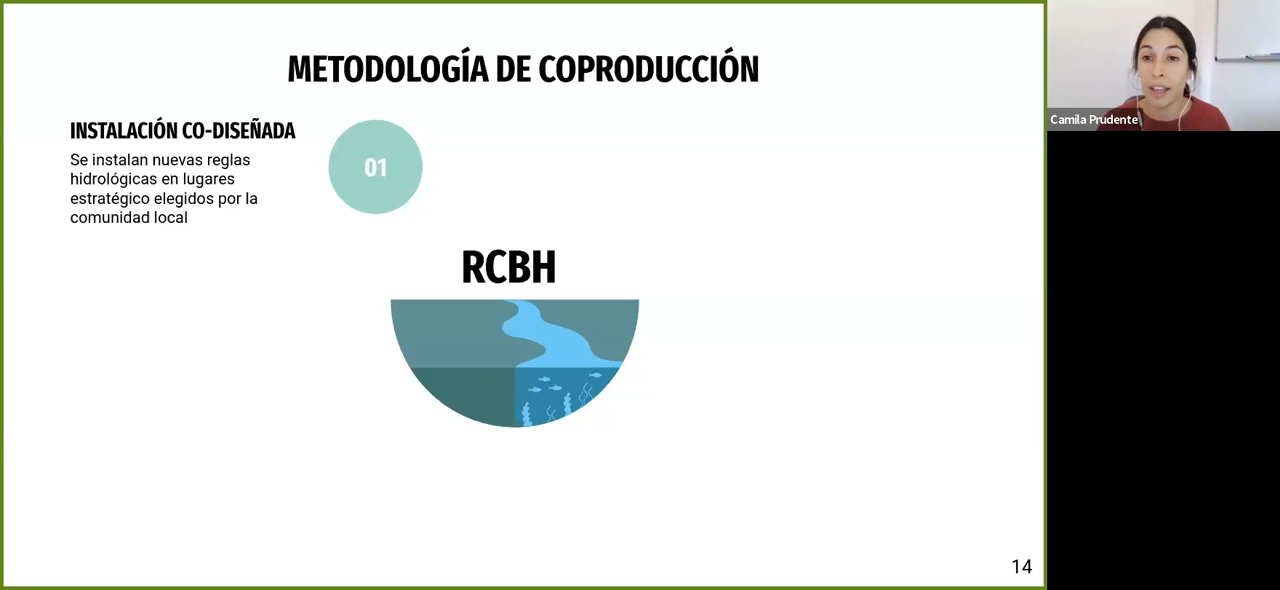 METODOLOGÍA DE COPRODUCCIÓN
INSTALACIÓN CO-DISEÑADA
Se instalan nuevas reglas
hidrológicas en lugares
estratégico elegidos por la
comunidad local
01
RCBH
14
Camila Prudente